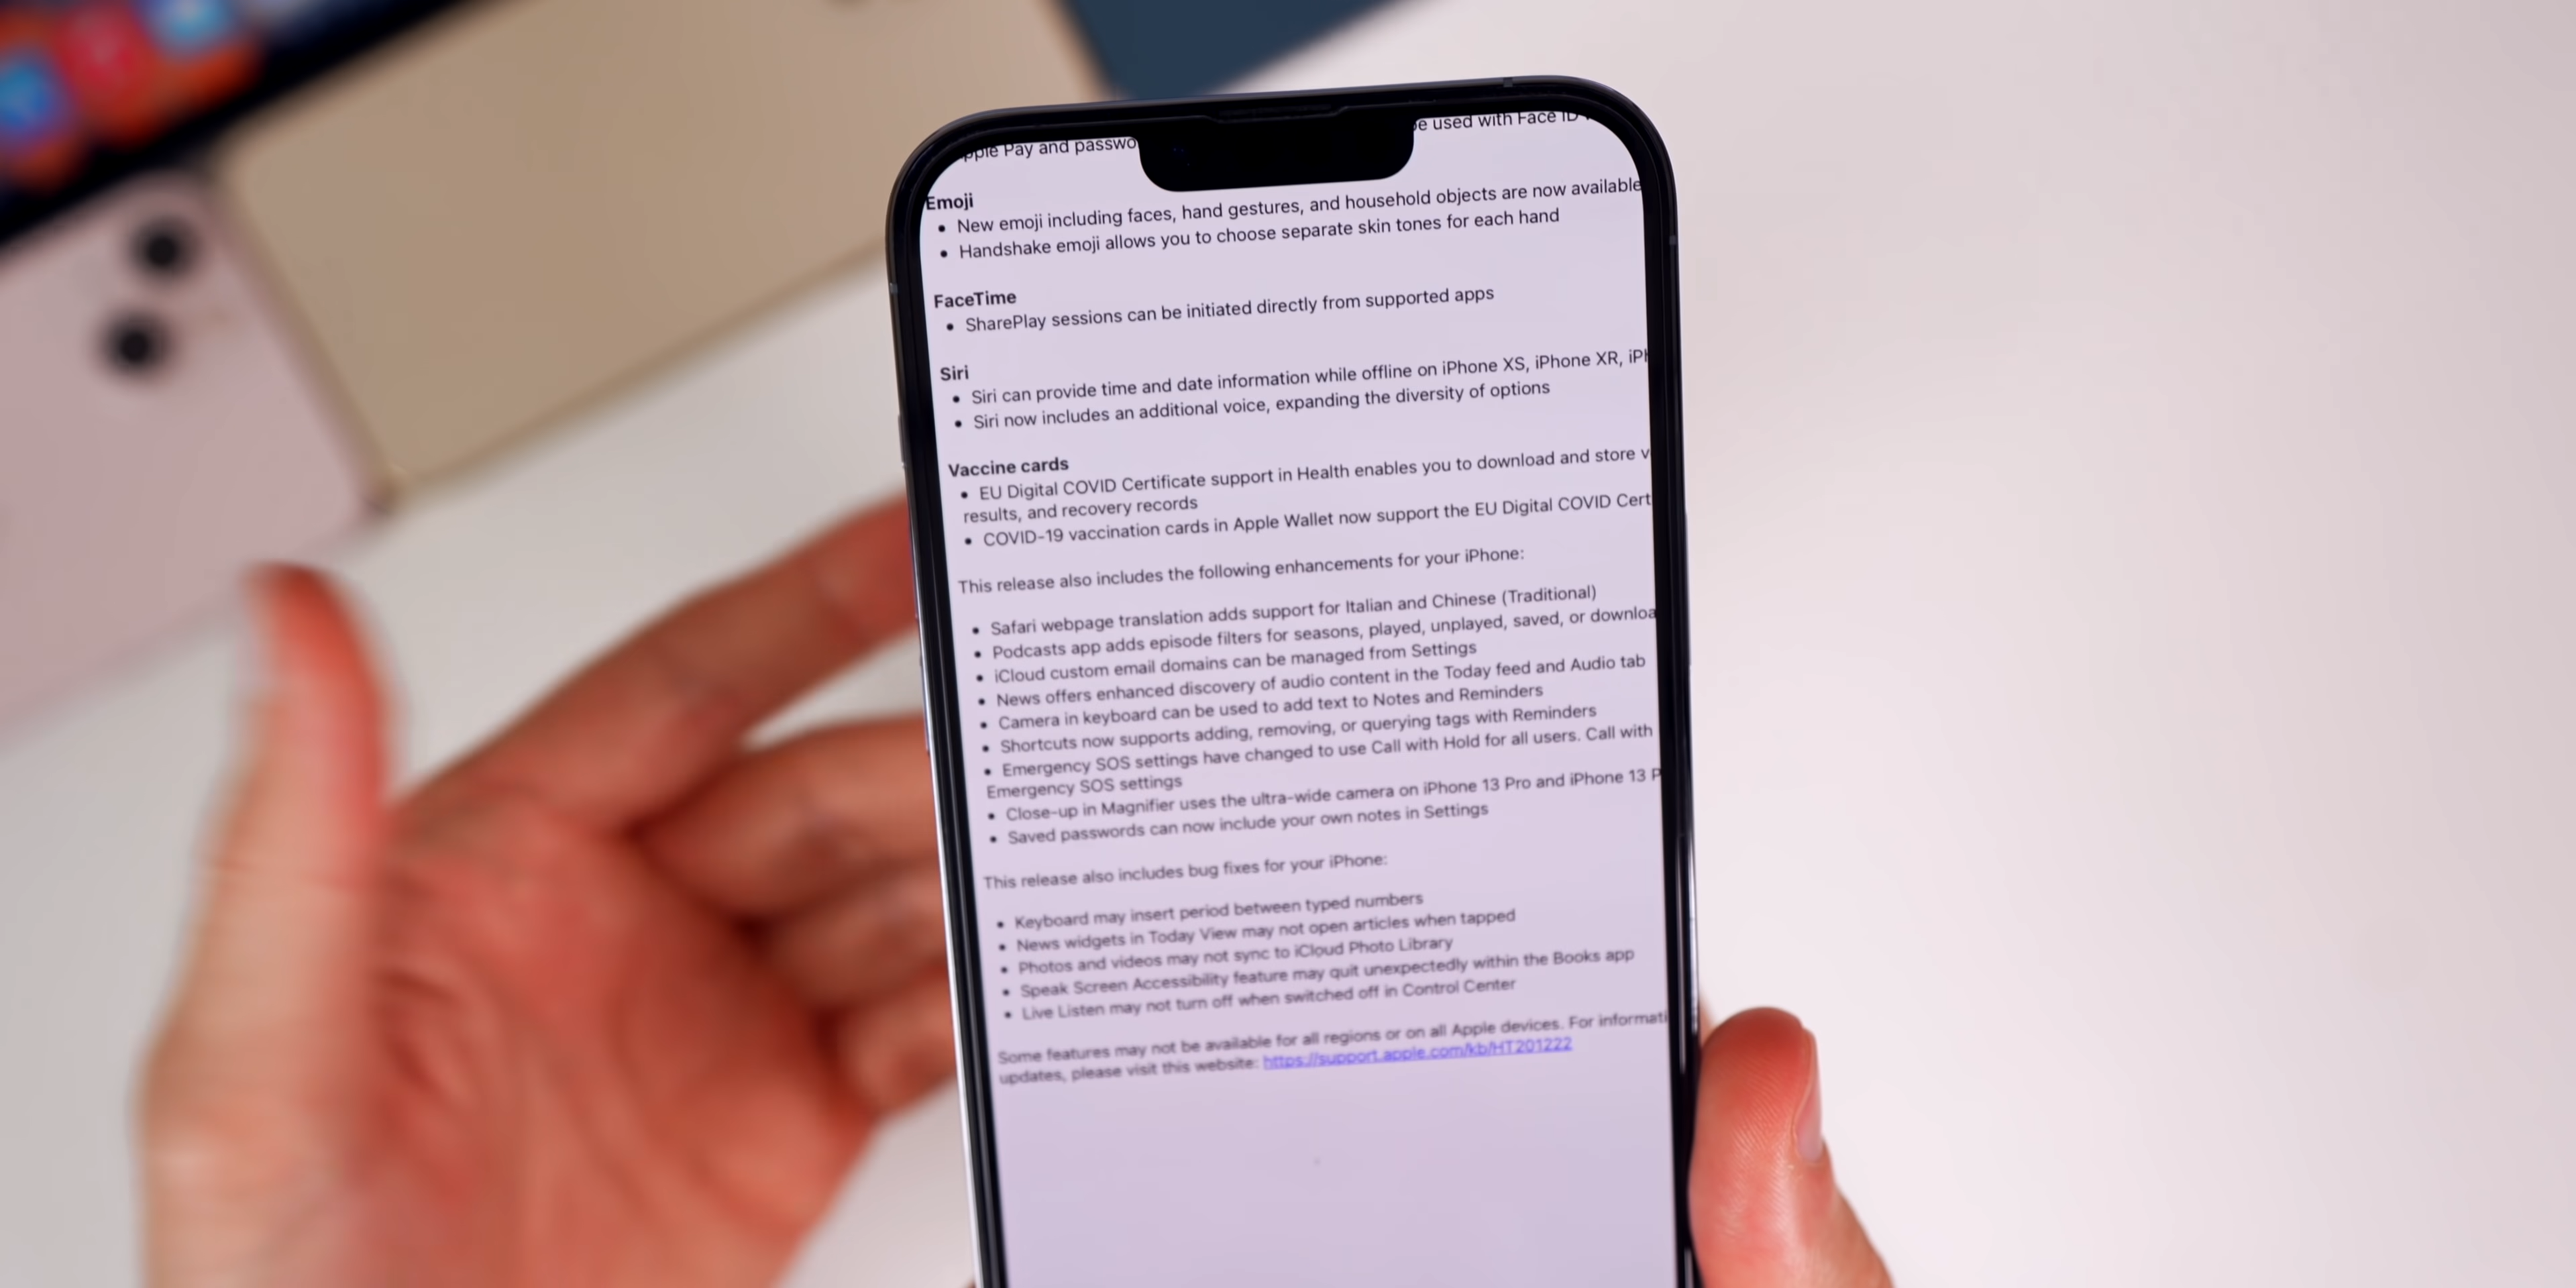 Pay and
be used with Face ID
Emoji
• New emoji including faces, hand gestures, and household objects are now available
• Handshake emoji allows you to choose separate skin tones for each hand
FaceTime
• SharePlay sessions can be initiated directly from supported apps
Siri
• Siri can provide time and date information while offline on iPhone XS, iPhone XR,
• Siri now includes an additional voice, expanding the diversity of options
Vaccine cards
• EU Digital COVID Certificate support in Health enables you to download and store
results, and recovery records
• COVID-19 vaccination cards in Apple Wallet now support the EU Digital COVID Cert
This release also includes the following enhancements for your iPhone:
• Safari webpage translation adds support for Italian and Chinese (Traditional)
• Podcasts app adds episode filters for seasons, played, unplayed, saved, or downloa
• iCloud custom email domains can be managed from Settings
• News offers enhanced discovery of audio content in the Today feed and Audio tab
• Camera in keyboard can be used to add text to Notes and Reminders
• Shortcuts now supports adding, removing, or querying tags with Reminders
• Emergency SOS settings have changed to use Call with Hold for all users. Call with
Emergency SOS settings
• Close-up in Magnifier uses the ultra-wide camera on iPhone 13 Pro and iPhone 13 P
• Saved passwords can now include your own notes in Settings
This release also includes bug fixes for your iPhone:
• Keyboard may insert period between typed numbers
• News widgets in Today View may not open articles when tapped
• Photos and videos may not sync to iCloud Photo Library
• Speak Screen Accessibility feature may quit unexpectedly within the Books app
• Live Listen may not turn off when switched off in Control Center
Some features may not be available for all regions or on all Apple devices. For informati
updates, please visit this website: https://support.apple.com/kb/HT201222